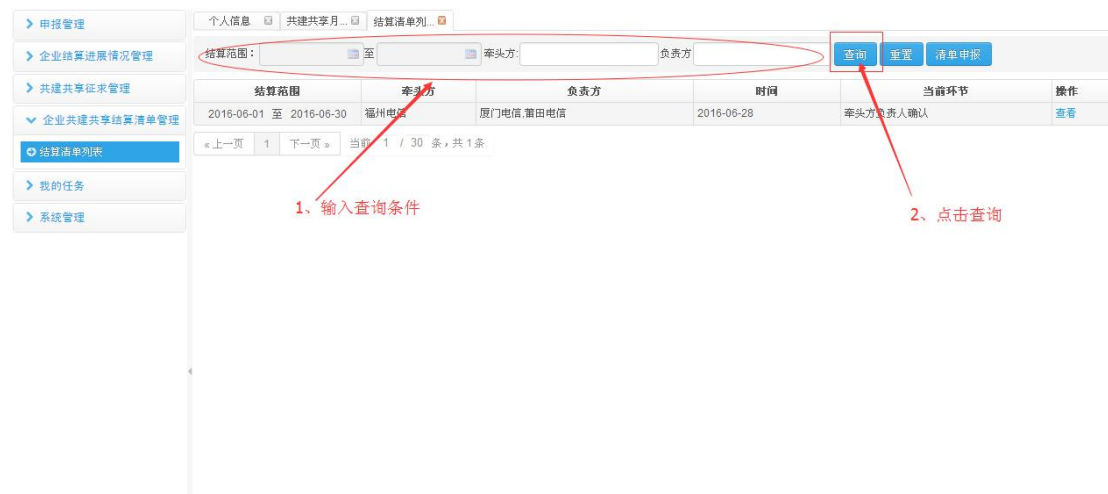 申报管理
企业结算进展情况管理
共建共享征求管理
企业共建共享结算清单管理
结算清单列表
我的任务
系统管理
个人信息 共建共享月... 结算清单列...
结算范围： 至 牵头方: 负责方 查询 重置 清单申报
结算范围 牵头方 负责方 时间 当前环节 操作
2016-06-01 至 2016-06-30 福州电信 厦门电信,莆田电信 2016-06-28 牵头方负责人确认 查看
«上一页 1 下一页» 当前 1 / 30 条，共1条
1、输入查询条件
2、点击查询